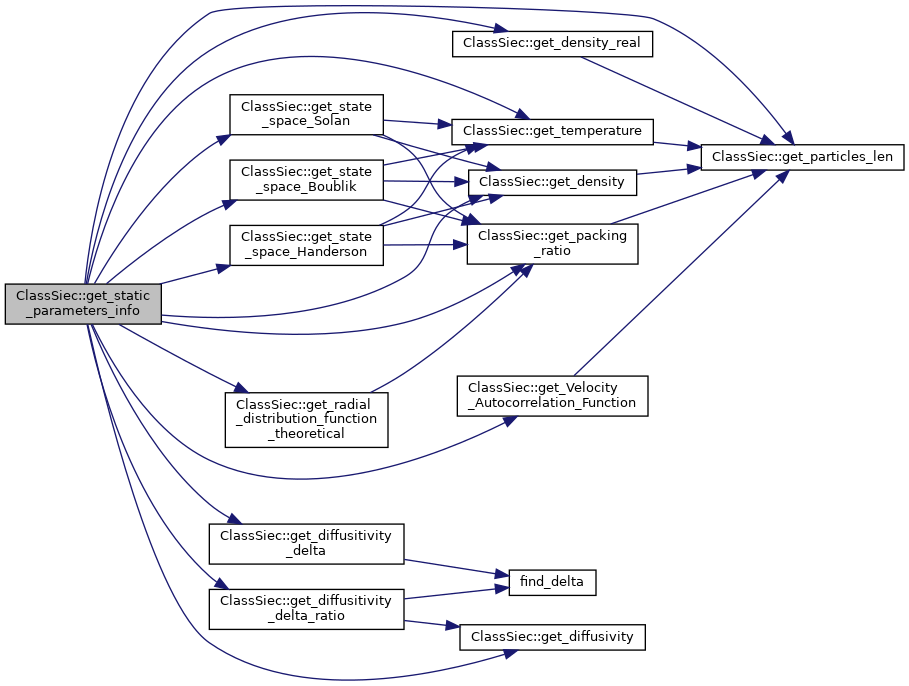 ClassSiec::get_static
_parameters_info
ClassSiec::get_state
_space_Solan
ClassSiec::get_state
_space_Boublik
ClassSiec::get_state
_space_Handerson
ClassSiec::get_radial
_distribution_function
_theoretical
ClassSiec::get_diffusitivity
_delta
ClassSiec::get_diffusitivity
_delta_ratio
ClassSiec::get_density_real
ClassSiec::get_temperature
ClassSiec::get_density
ClassSiec::get_packing
_ratio
ClassSiec::get_Velocity
_Autocorrelation_Function
find_delta
ClassSiec::get_diffusivity
ClassSiec::get_particles_len